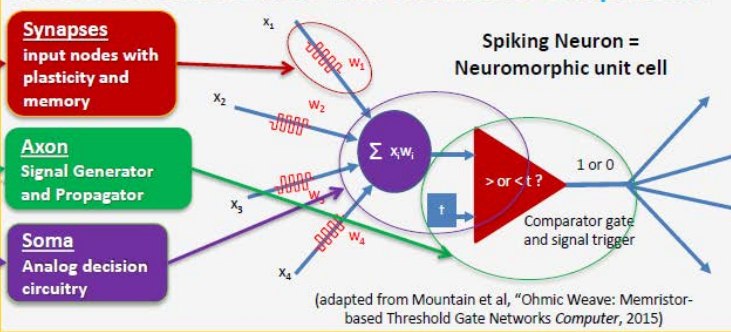 Synapses
input nodes with
plasticity and
memory
Axon
Signal Generator
and Propagator
Soma
Analog decision
circuitry
x1
w1
x2
w2
x3
w3
x4
w4
Spiking Neuron =
Neuromorphic unit cell
Σ xiwi
> or < t ?
t
1 or 0
Comparator gate
and signal trigger
(adapted from Mountain et al, “Ohmic Weave: Memristor-
based Threshold Gate Networks Computer, 2015)